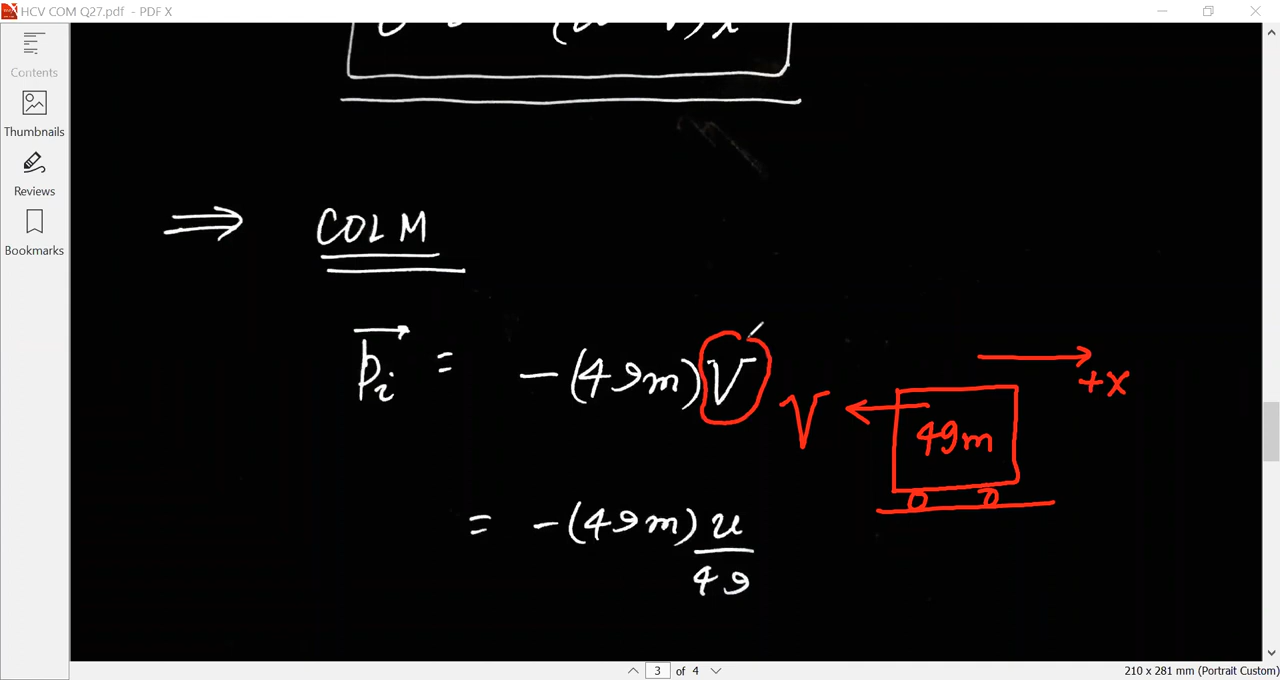 HCV COM Q27.pdf - PDF X
Contents
Thumbnails
Reviews
Bookmarks
⇒ COLM
p⃗i = -(49m)V
V
49m
+X
= -(49m) u/49
3 of 4
210 x 281 mm (Portrait Custom)